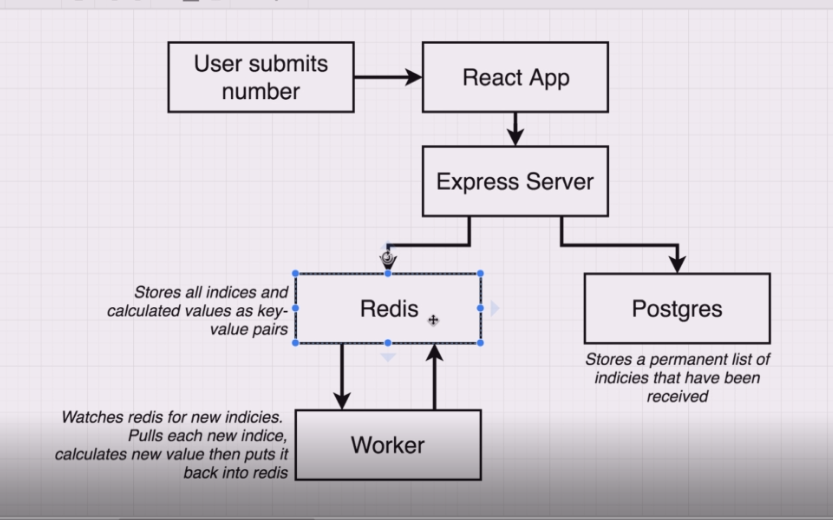 User submits
number
React App
Express Server
Stores all indices and
calculated values as key-
value pairs
Redis
Postgres
Stores a permanent list of
indicies that have been
received
Watches redis for new indicies.
Pulls each new indice,
calculates new value then puts it
back into redis
Worker